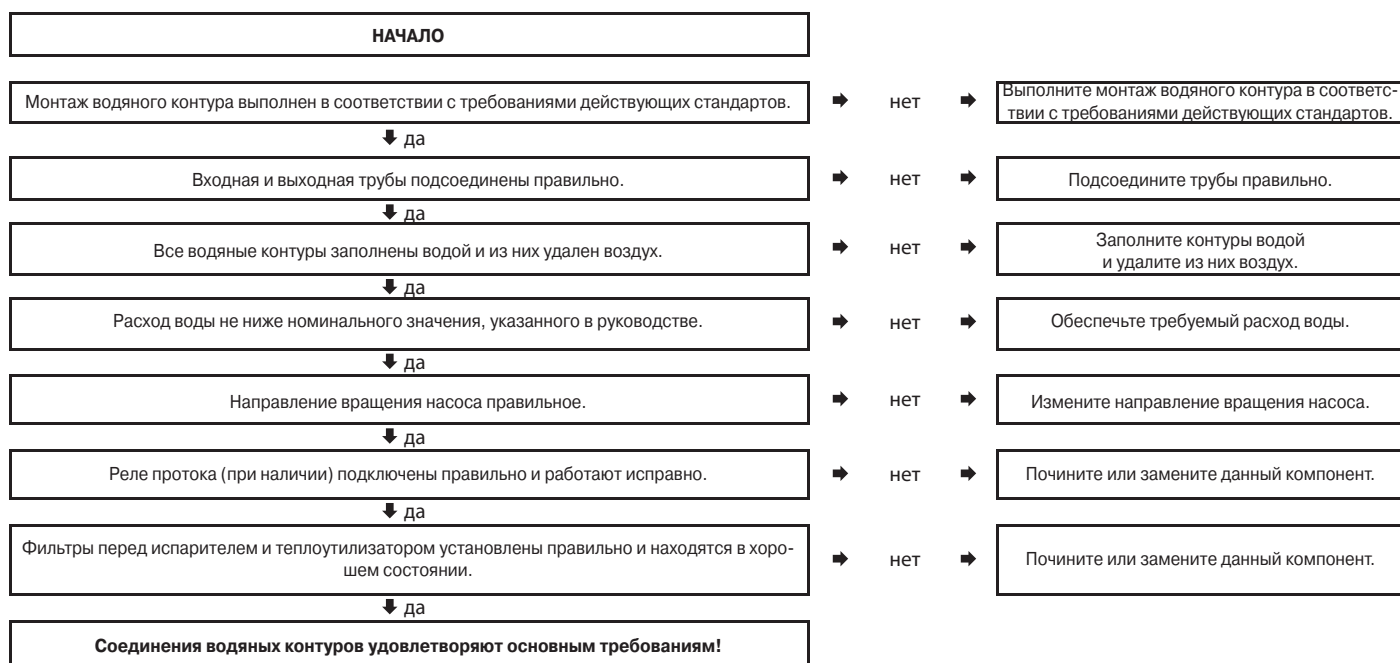 НАЧАЛО
Монтаж водяного контура выполнен в соответствии с требованиями действующих стандартов.
нет
Выполните монтаж водяного контура в соответс-
твии с требованиями действующих стандартов.
да
Входная и выходная трубы подсоединены правильно.
нет
Подсоедините трубы правильно.
да
Все водяные контуры заполнены водой и из них удален воздух.
нет
Заполните контуры водой
и удалите из них воздух.
да
Расход воды не ниже номинального значения, указанного в руководстве.
нет
Обеспечьте требуемый расход воды.
да
Направление вращения насоса правильное.
нет
Измените направление вращения насоса.
да
Реле протока (при наличии) подключены правильно и работают исправно.
нет
Почините или замените данный компонент.
да
Фильтры перед испарителем и теплоутилизатором установлены правильно и находятся в хоро-
шем состоянии.
нет
Почините или замените данный компонент.
да
Соединения водяных контуров удовлетворяют основным требованиям!